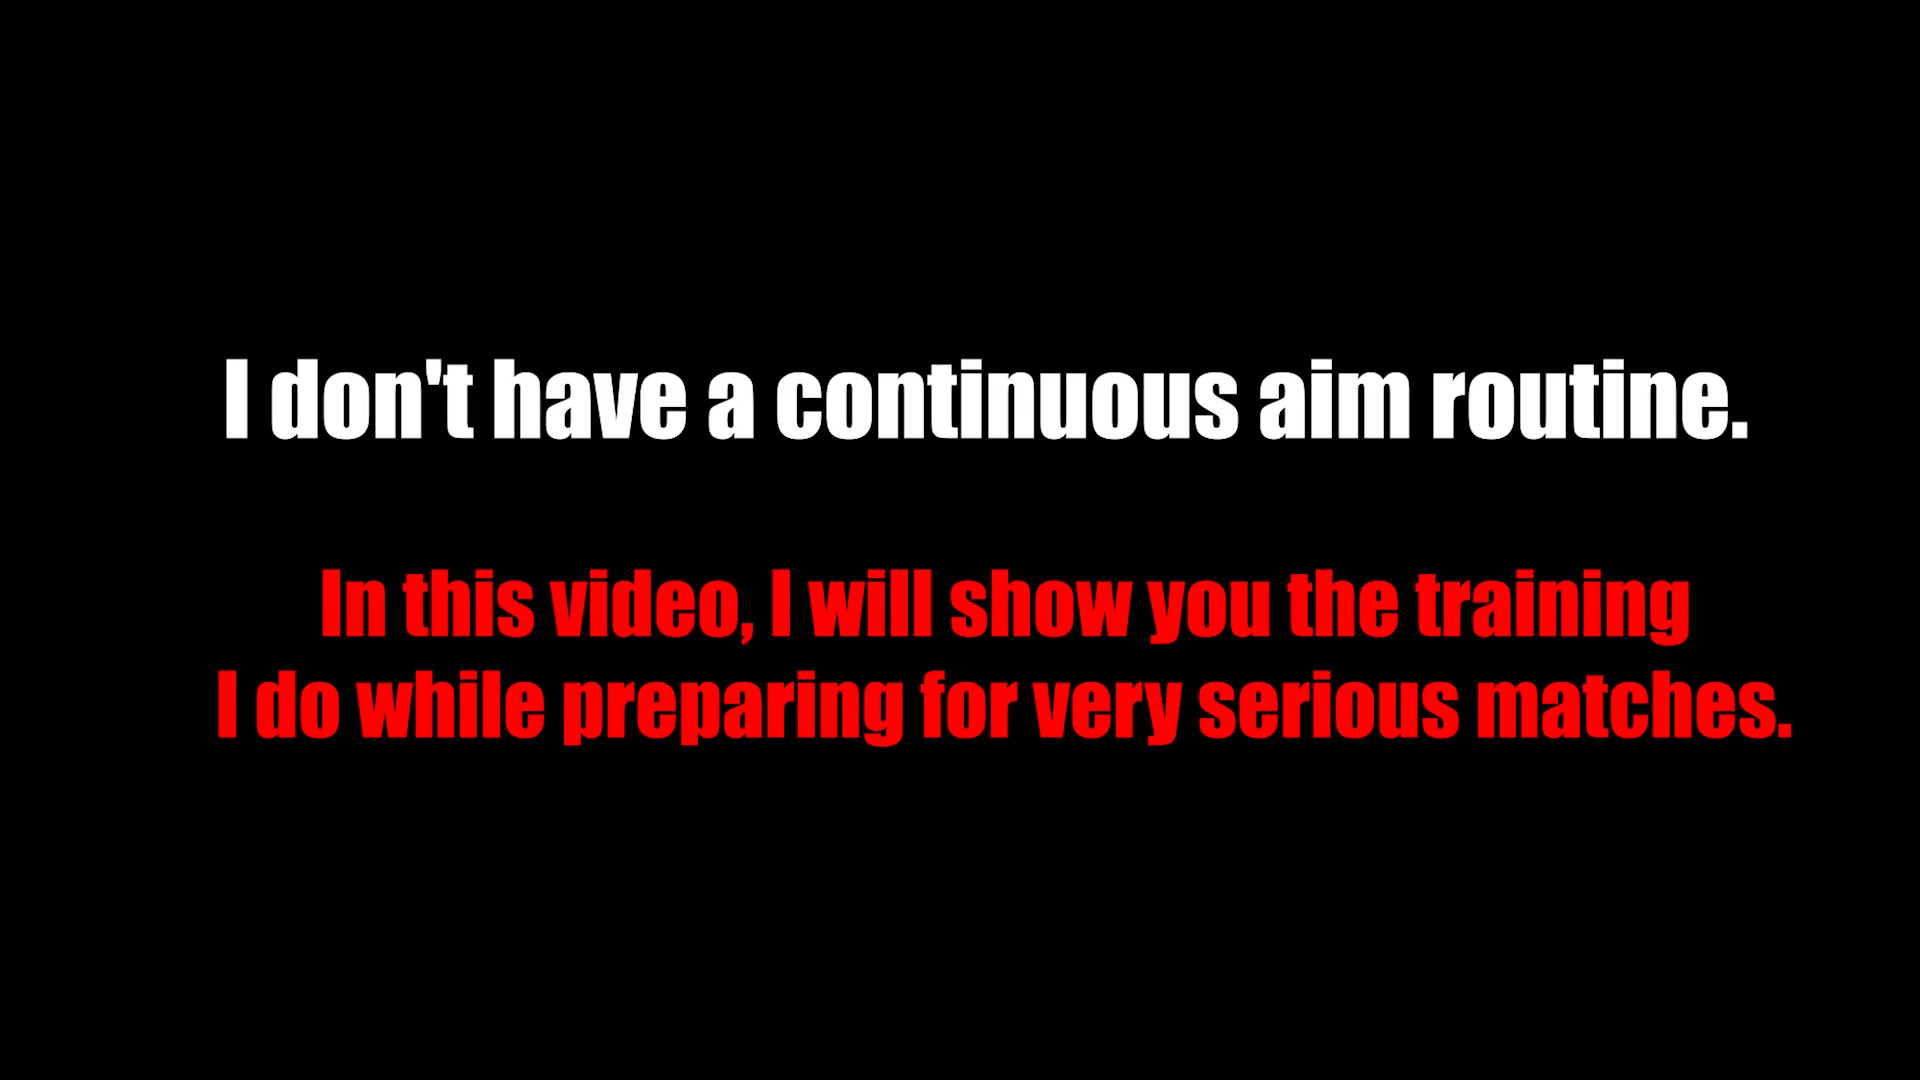 I don't have a continuous aim routine.
In this video, I will show you the training
I do while preparing for very serious matches.